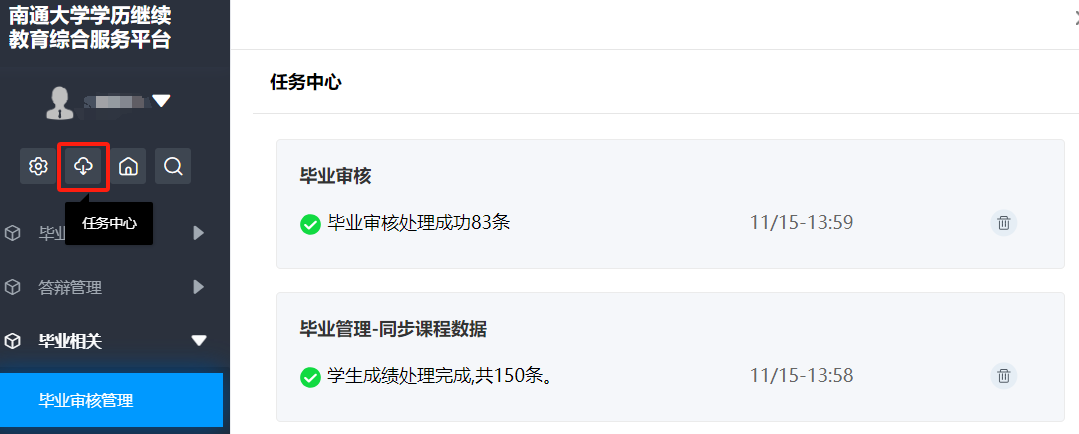 南通大学学历继续
教育综合服务平台
任务中心
毕业
答辩管理
毕业相关
毕业审核管理
任务中心
毕业审核
毕业审核处理成功83条
11/15-13:59
毕业管理-同步课程数据
学生成绩处理完成,共150条。
11/15-13:58